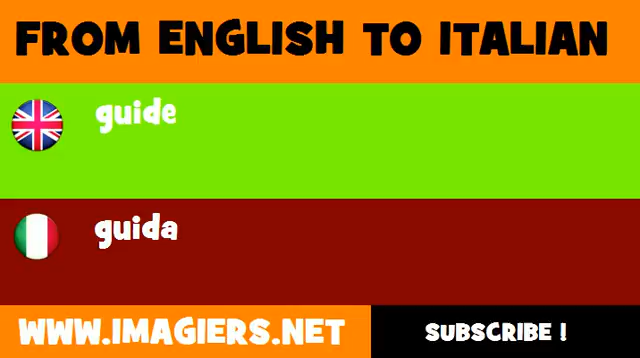 FROM ENGLISH TO ITALIAN
guide
guida
WWW.IMAGIERS.NET
SUBSCRIBE !